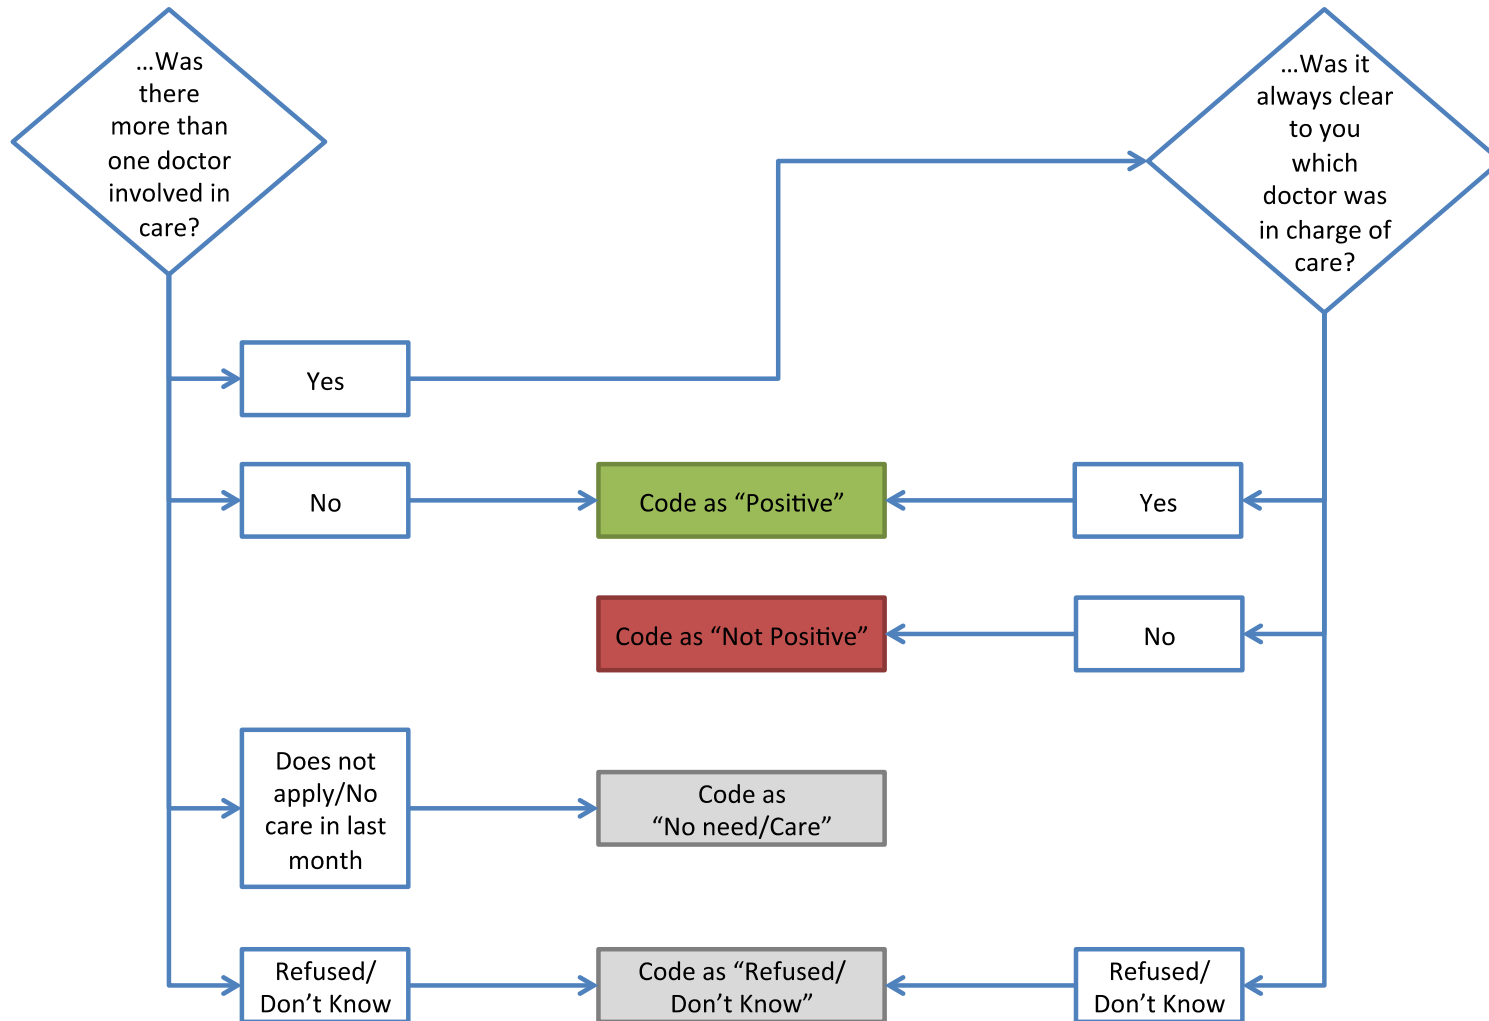 ...Was
there
more than
one doctor
involved in
care?
...Was it
always clear
to you
which
doctor was
in charge of
care?
Yes
No
Code as “Positive”
Yes
Code as “Not Positive”
No
Does not
apply/No
care in last
month
Code as
“No need/Care”
Refused/
Don’t Know
Code as “Refused/
Don’t Know”
Refused/
Don’t Know